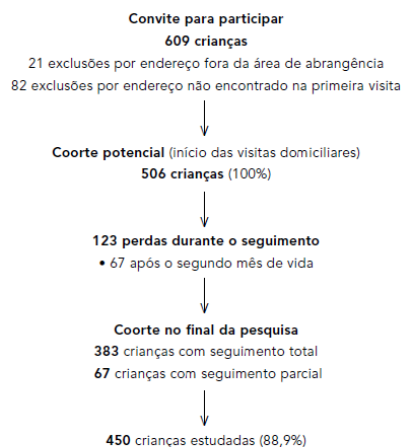 Convite para participar
609 crianças
21 exclusões por endereço fora da área de abrangência
82 exclusões por endereço não encontrado na primeira visita
Coorte potencial (início das visitas domiciliares)
506 crianças (100%)
123 perdas durante o seguimento
• 67 após o segundo mês de vida
Coorte no final da pesquisa
383 crianças com seguimento total
67 crianças com seguimento parcial
450 crianças estudadas (88,9%)